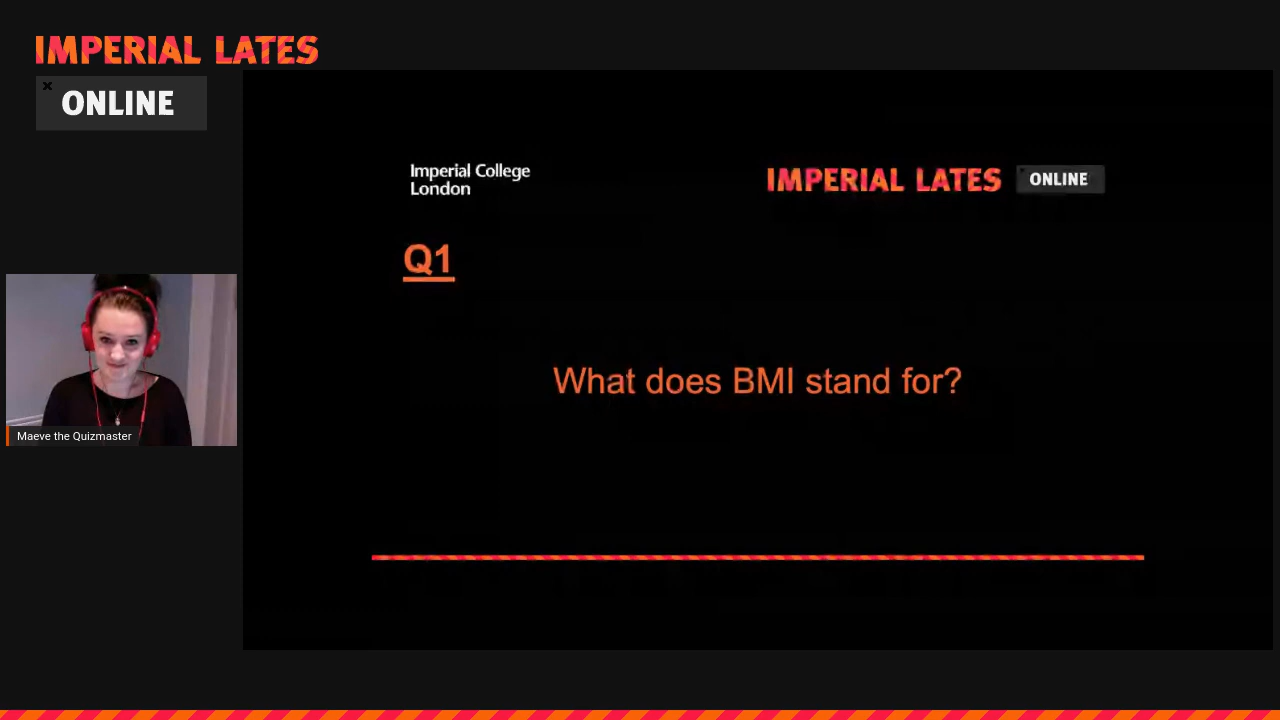 IMPERIAL LATES
ONLINE
Imperial College
London
IMPERIAL LATES ONLINE
Q1
What does BMI stand for?
Maeve the Quizmaster